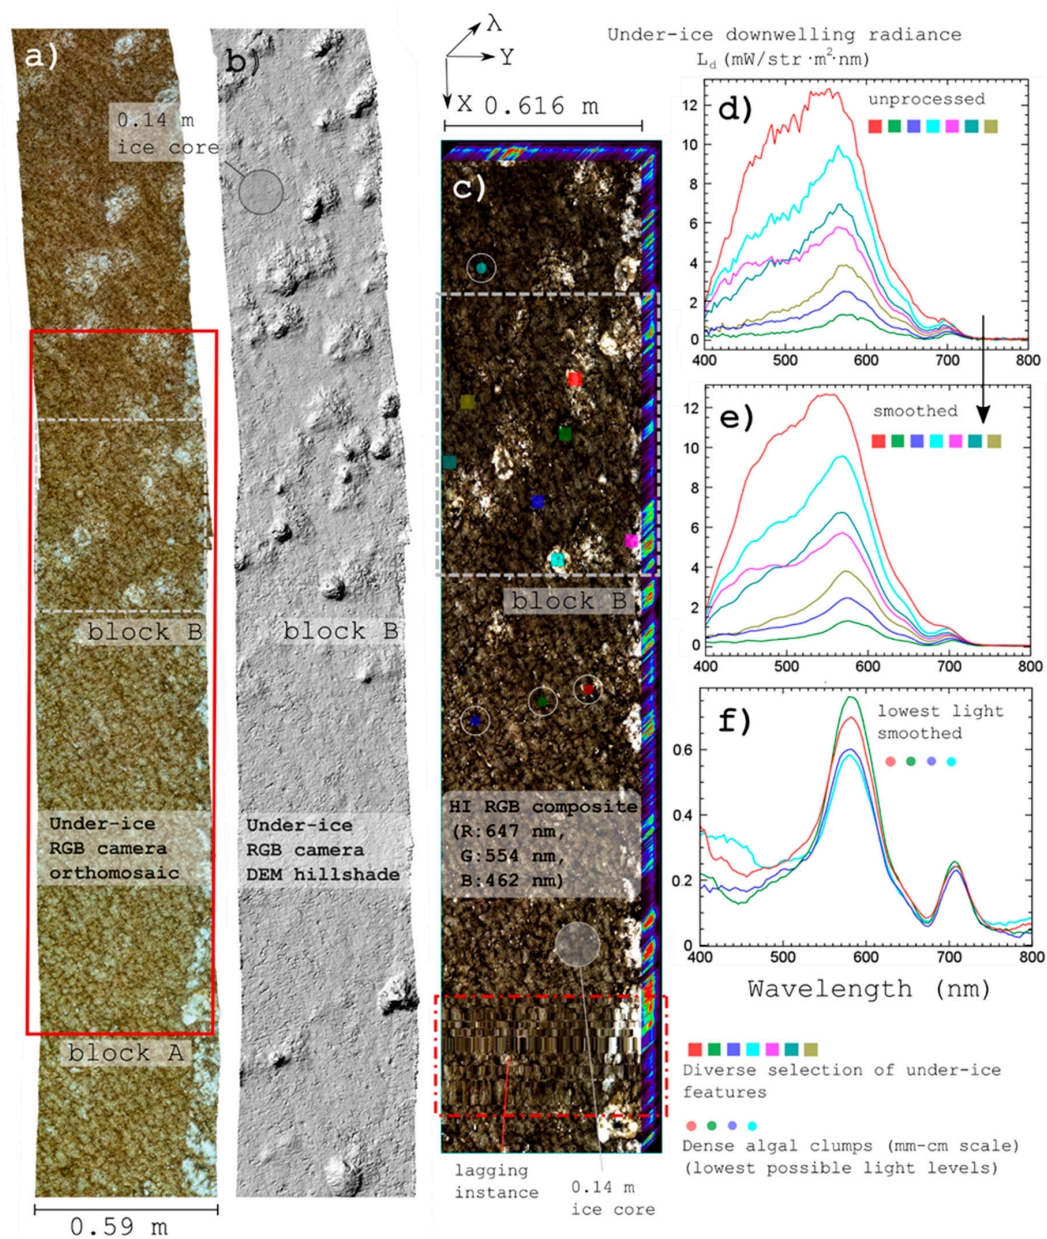 a)
0.14 m
ice core
block B
Under-ice
RGB camera
orthomosaic
block A
0.59 m
b)
block B
Under-ice
RGB camera
DEM hillshade
λ
Y
X
0.616 m
c)
block B
HI RGB composite
(R:647 nm,
G:554 nm,
B:462 nm)
lagging
instance
0.14 m
ice core
Under-ice downwelling radiance
L_d (mW/str·m²·nm)
d)
unprocessed
12
10
8
6
4
2
0
400 500 600 700 800
e)
smoothed
12
10
8
6
4
2
0
400 500 600 700 800
f)
lowest light
smoothed
0.6
0.4
0.2
0
400 500 600 700 800
Wavelength (nm)
Diverse selection of under-ice
features
Dense algal clumps (mm-cm scale)
(lowest possible light levels)